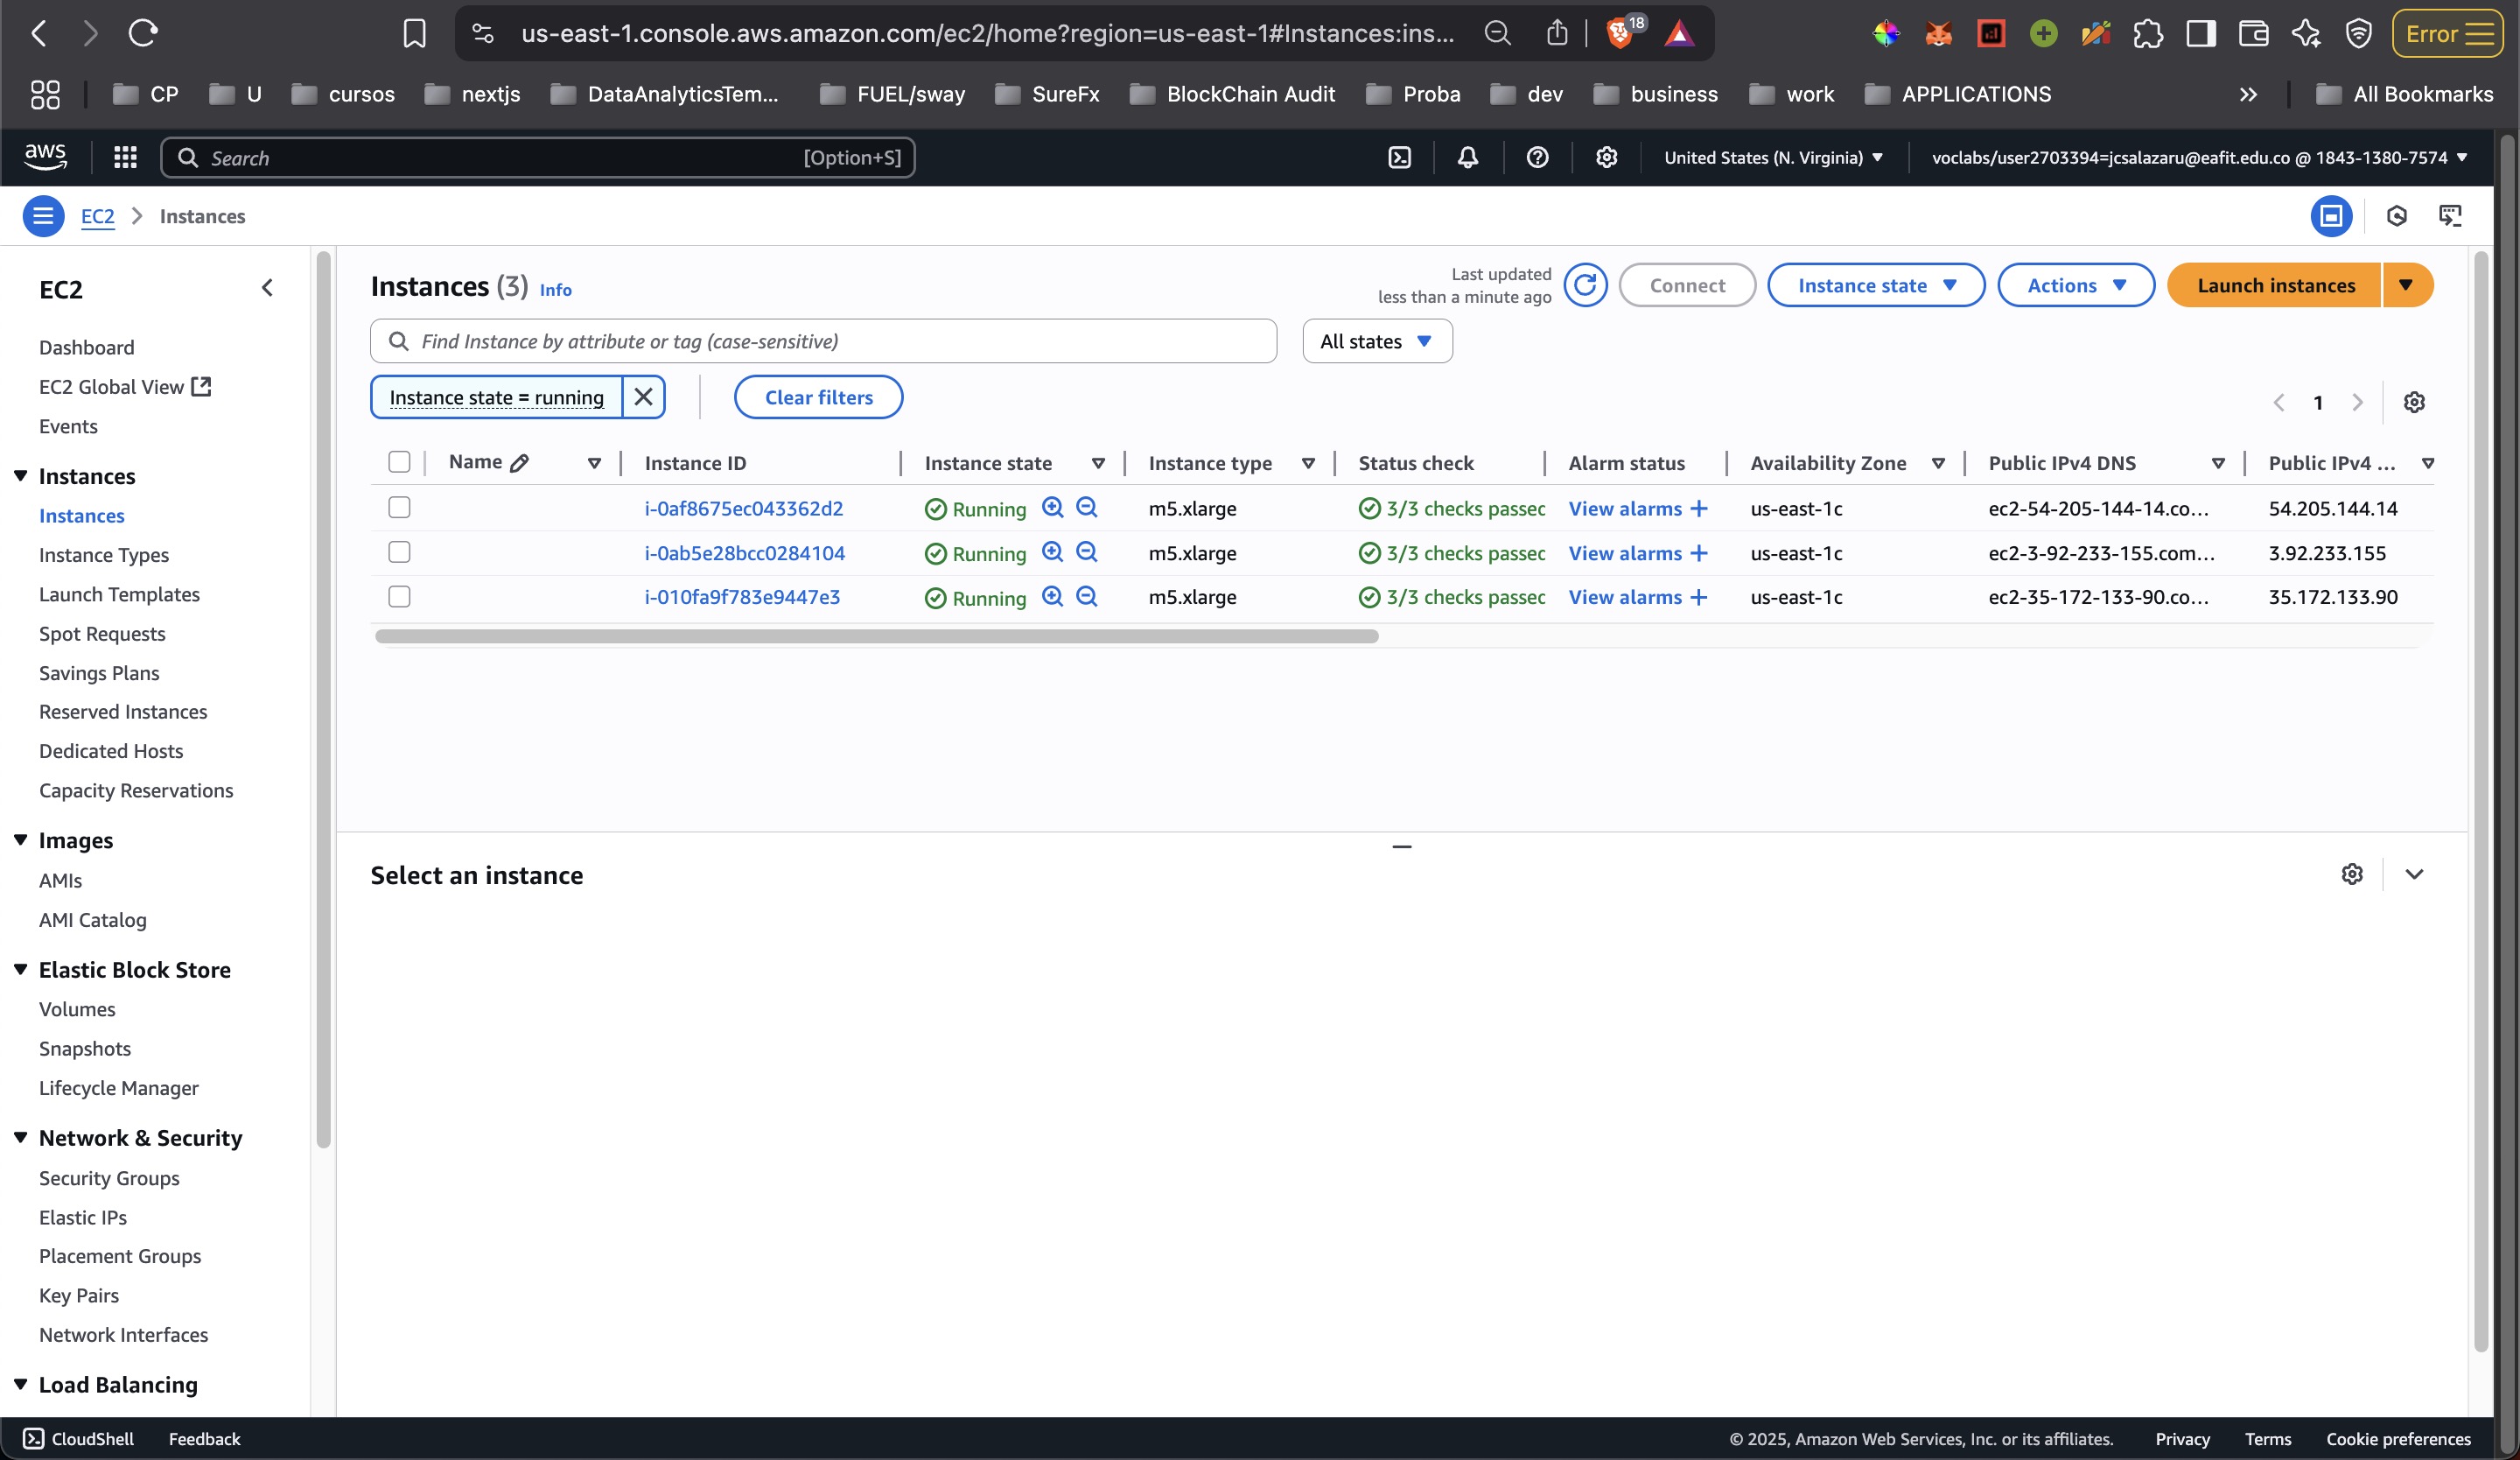 us-east-1.console.aws.amazon.com/ec2/home?region=us-east-1#Instances:ins...
18
Error
CP
U
cursos
nextjs
DataAnalyticsTem...
FUEL/sway
SureFx
BlockChain Audit
Proba
dev
business
work
APPLICATIONS
All Bookmarks
aws
Search
[Option+S]
United States (N. Virginia)
voclabs/user2703394=jcsalazaru@eafit.edu.co @ 1843-1380-7574
EC2
Instances
EC2
Dashboard
EC2 Global View
Events
Instances
Instances
Instance Types
Launch Templates
Spot Requests
Savings Plans
Reserved Instances
Dedicated Hosts
Capacity Reservations
Images
AMIs
AMI Catalog
Elastic Block Store
Volumes
Snapshots
Lifecycle Manager
Network & Security
Security Groups
Elastic IPs
Placement Groups
Key Pairs
Network Interfaces
Load Balancing
Instances (3) Info
Last updated
less than a minute ago
Connect
Instance state
Actions
Launch instances
Find Instance by attribute or tag (case-sensitive)
All states
Instance state = running
Clear filters
1
Name Instance ID Instance state Instance type Status check Alarm status Availability Zone Public IPv4 DNS Public IPv4 ...
i-0af8675ec043362d2 Running m5.xlarge 3/3 checks passec View alarms + us-east-1c ec2-54-205-144-14.co... 54.205.144.14
i-0ab5e28bcc0284104 Running m5.xlarge 3/3 checks passec View alarms + us-east-1c ec2-3-92-233-155.com... 3.92.233.155
i-010fa9f783e9447e3 Running m5.xlarge 3/3 checks passec View alarms + us-east-1c ec2-35-172-133-90.co... 35.172.133.90
Select an instance
CloudShell
Feedback
© 2025, Amazon Web Services, Inc. or its affiliates.
Privacy
Terms
Cookie preferences